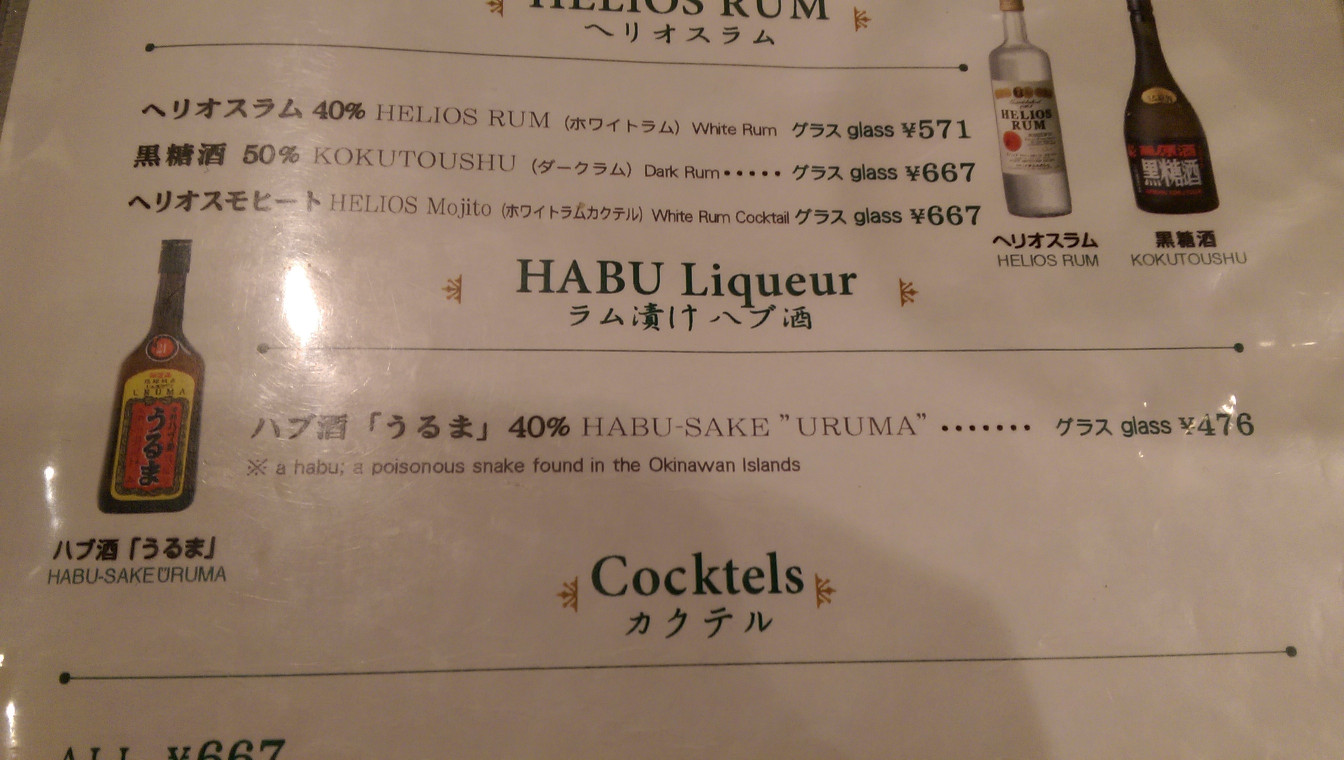 HELIOS RUM
ヘリオスラム
ヘリオスラム 40% HELIOS RUM (ホワイトラム) White Rum グラス glass ¥571
黒糖酒 50% KOKUTOUSHU (ダークラム) Dark Rum••••• グラス glass ¥667
ヘリオスモヒート HELIOS Mojito (ホワイトラムカクテル) White Rum Cocktail グラス glass ¥667
HELIOS
RUM
黒糖酒
ヘリオスラム
HELIOS RUM
黒糖酒
KOKUTOUSHU
HABU Liqueur
ラム漬け ハブ酒
21
URUMA
うるま
ハブ酒「うるま」 40% HABU-SAKE "URUMA" ••••••• グラス glass ¥476
※ a habu; a poisonous snake found in the Okinawan Islands
ハブ酒「うるま」
HABU-SAKE"URUMA
Cocktels
カクテル
ALL ¥667